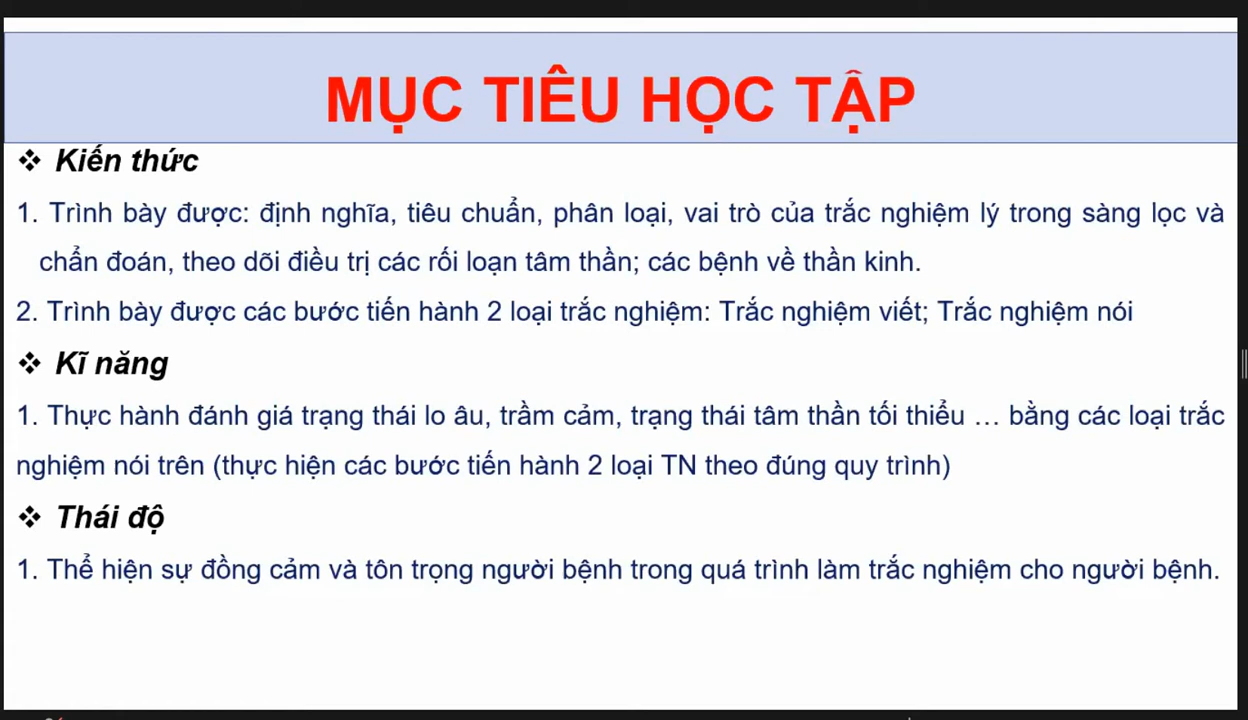 MỤC TIÊU HỌC TẬP
❖ Kiến thức
1. Trình bày được: định nghĩa, tiêu chuẩn, phân loại, vai trò của trắc nghiệm lý trong sàng lọc và
chẩn đoán, theo dõi điều trị các rối loạn tâm thần; các bệnh về thần kinh.
2. Trình bày được các bước tiến hành 2 loại trắc nghiệm: Trắc nghiệm viết; Trắc nghiệm nói
❖ Kĩ năng
1. Thực hành đánh giá trạng thái lo âu, trầm cảm, trạng thái tâm thần tối thiểu … bằng các loại trắc
nghiệm nói trên (thực hiện các bước tiến hành 2 loại TN theo đúng quy trình)
❖ Thái độ
1. Thể hiện sự đồng cảm và tôn trọng người bệnh trong quá trình làm trắc nghiệm cho người bệnh.